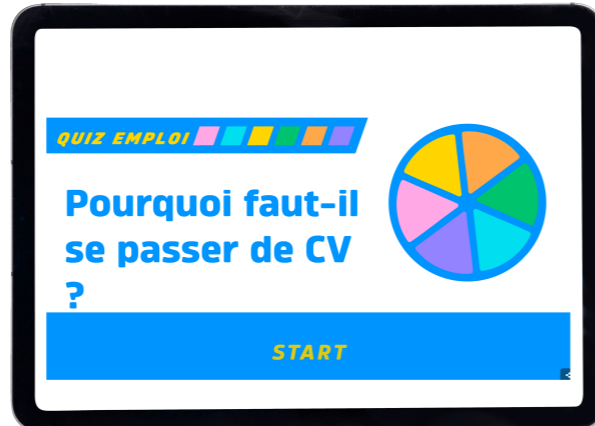 QUIZ EMPLOI
Pourquoi faut-il
se passer de CV
?
START